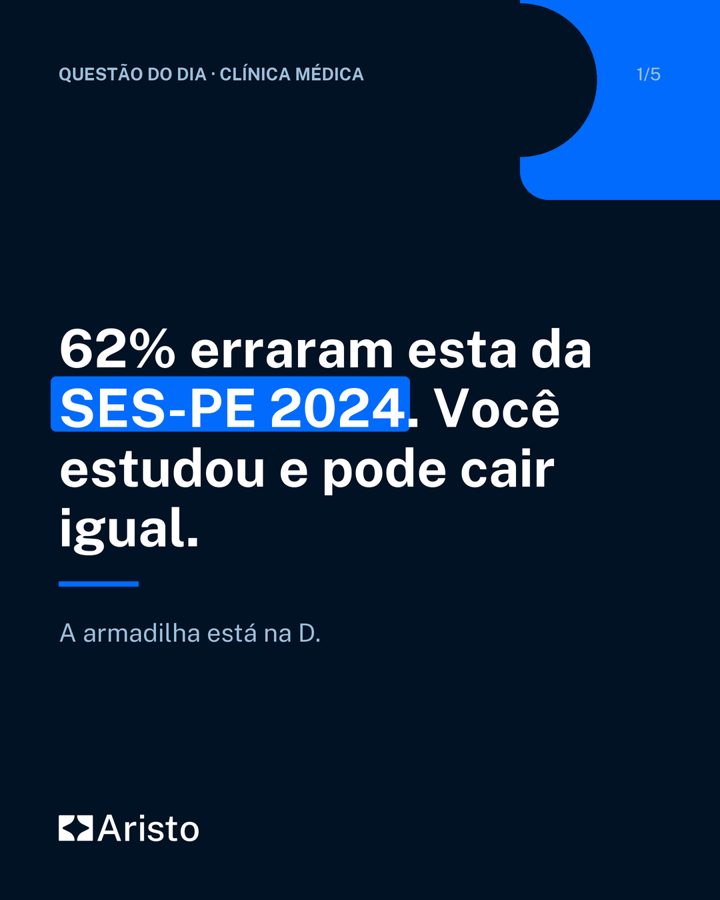 QUESTÃO DO DIA · CLÍNICA MÉDICA
1/5
62% erraram esta da
SES-PE 2024. Você
estudou e pode cair
igual.
A armadilha está na D.
Aristo